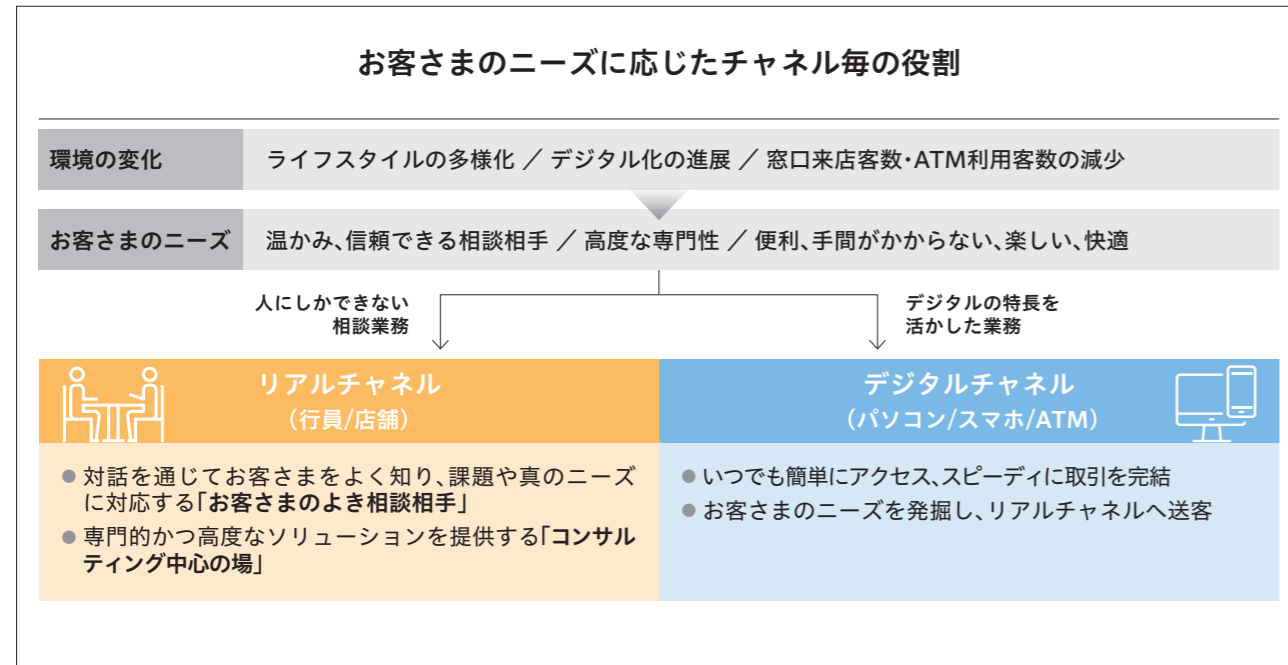 お客さまのニーズに応じたチャネル毎の役割
環境の変化
ライフスタイルの多様化 ／ デジタル化の進展 ／ 窓口来店客数・ATM利用客数の減少
お客さまのニーズ
温かみ、信頼できる相談相手 ／ 高度な専門性 ／ 便利、手間がかからない、楽しい、快適
人にしかできない
相談業務
デジタルの特長を
活かした業務
リアルチャネル
（行員/店舗）
● 対話を通じてお客さまをよく知り、課題や真のニーズ
に対応する「お客さまのよき相談相手」
● 専門的かつ高度なソリューションを提供する「コンサル
ティング中心の場」
デジタルチャネル
（パソコン/スマホ/ATM）
● いつでも簡単にアクセス、スピーディに取引を完結
● お客さまのニーズを発掘し、リアルチャネルへ送客